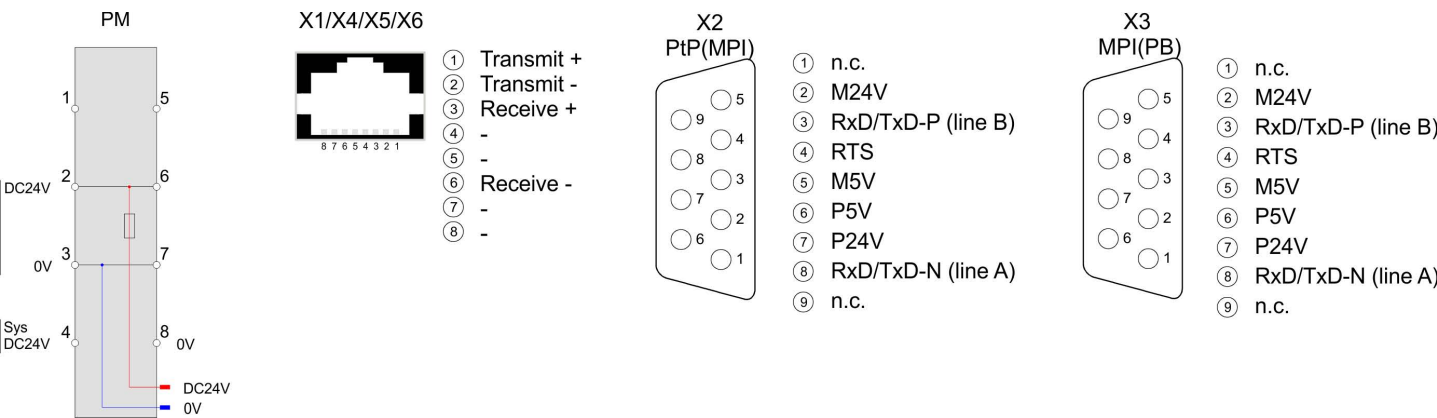 PM
1
5
DC24V
2
6
0V
3
7
Sys
DC24V
4
8
0V
DC24V
0V
X1/X4/X5/X6
8 7 6 5 4 3 2 1
1 Transmit +
2 Transmit -
3 Receive +
4 -
5 -
6 Receive -
7 -
8 -
X2
PtP(MPI)
5
9
4
8
3
7
2
6
1
1 n.c.
2 M24V
3 RxD/TxD-P (line B)
4 RTS
5 M5V
6 P5V
7 P24V
8 RxD/TxD-N (line A)
9 n.c.
X3
MPI(PB)
5
9
4
8
3
7
2
6
1
1 n.c.
2 M24V
3 RxD/TxD-P (line B)
4 RTS
5 M5V
6 P5V
7 P24V
8 RxD/TxD-N (line A)
9 n.c.